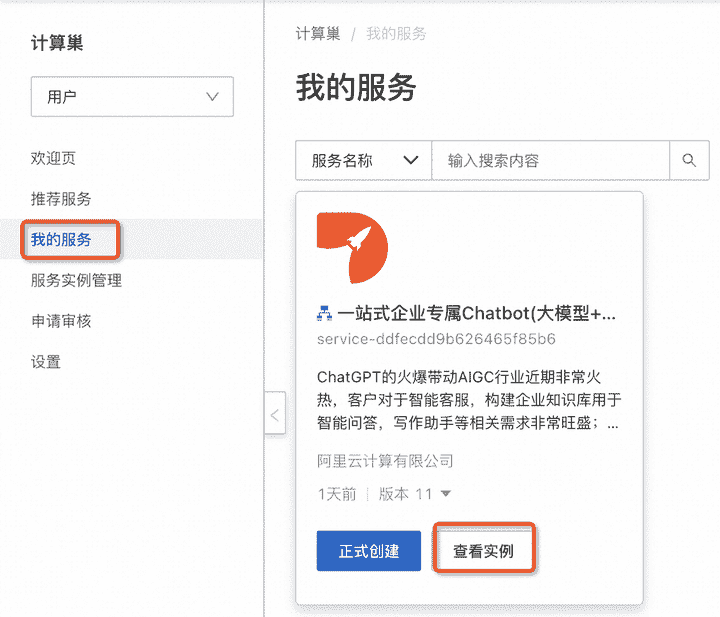 计算巢
用户
欢迎页
推荐服务
我的服务
服务实例管理
申请审核
设置
计算巢 / 我的服务
我的服务
服务名称 输入搜索内容
一站式企业专属Chatbot(大模型+...
service-ddfecdd9b626465f85b6
ChatGPT的火爆带动AIGC行业近期非常火
热，客户对于智能客服，构建企业知识库用于
智能问答，写作助手等相关需求非常旺盛；...
阿里云计算有限公司
1天前 | 版本 11
正式创建 查看实例